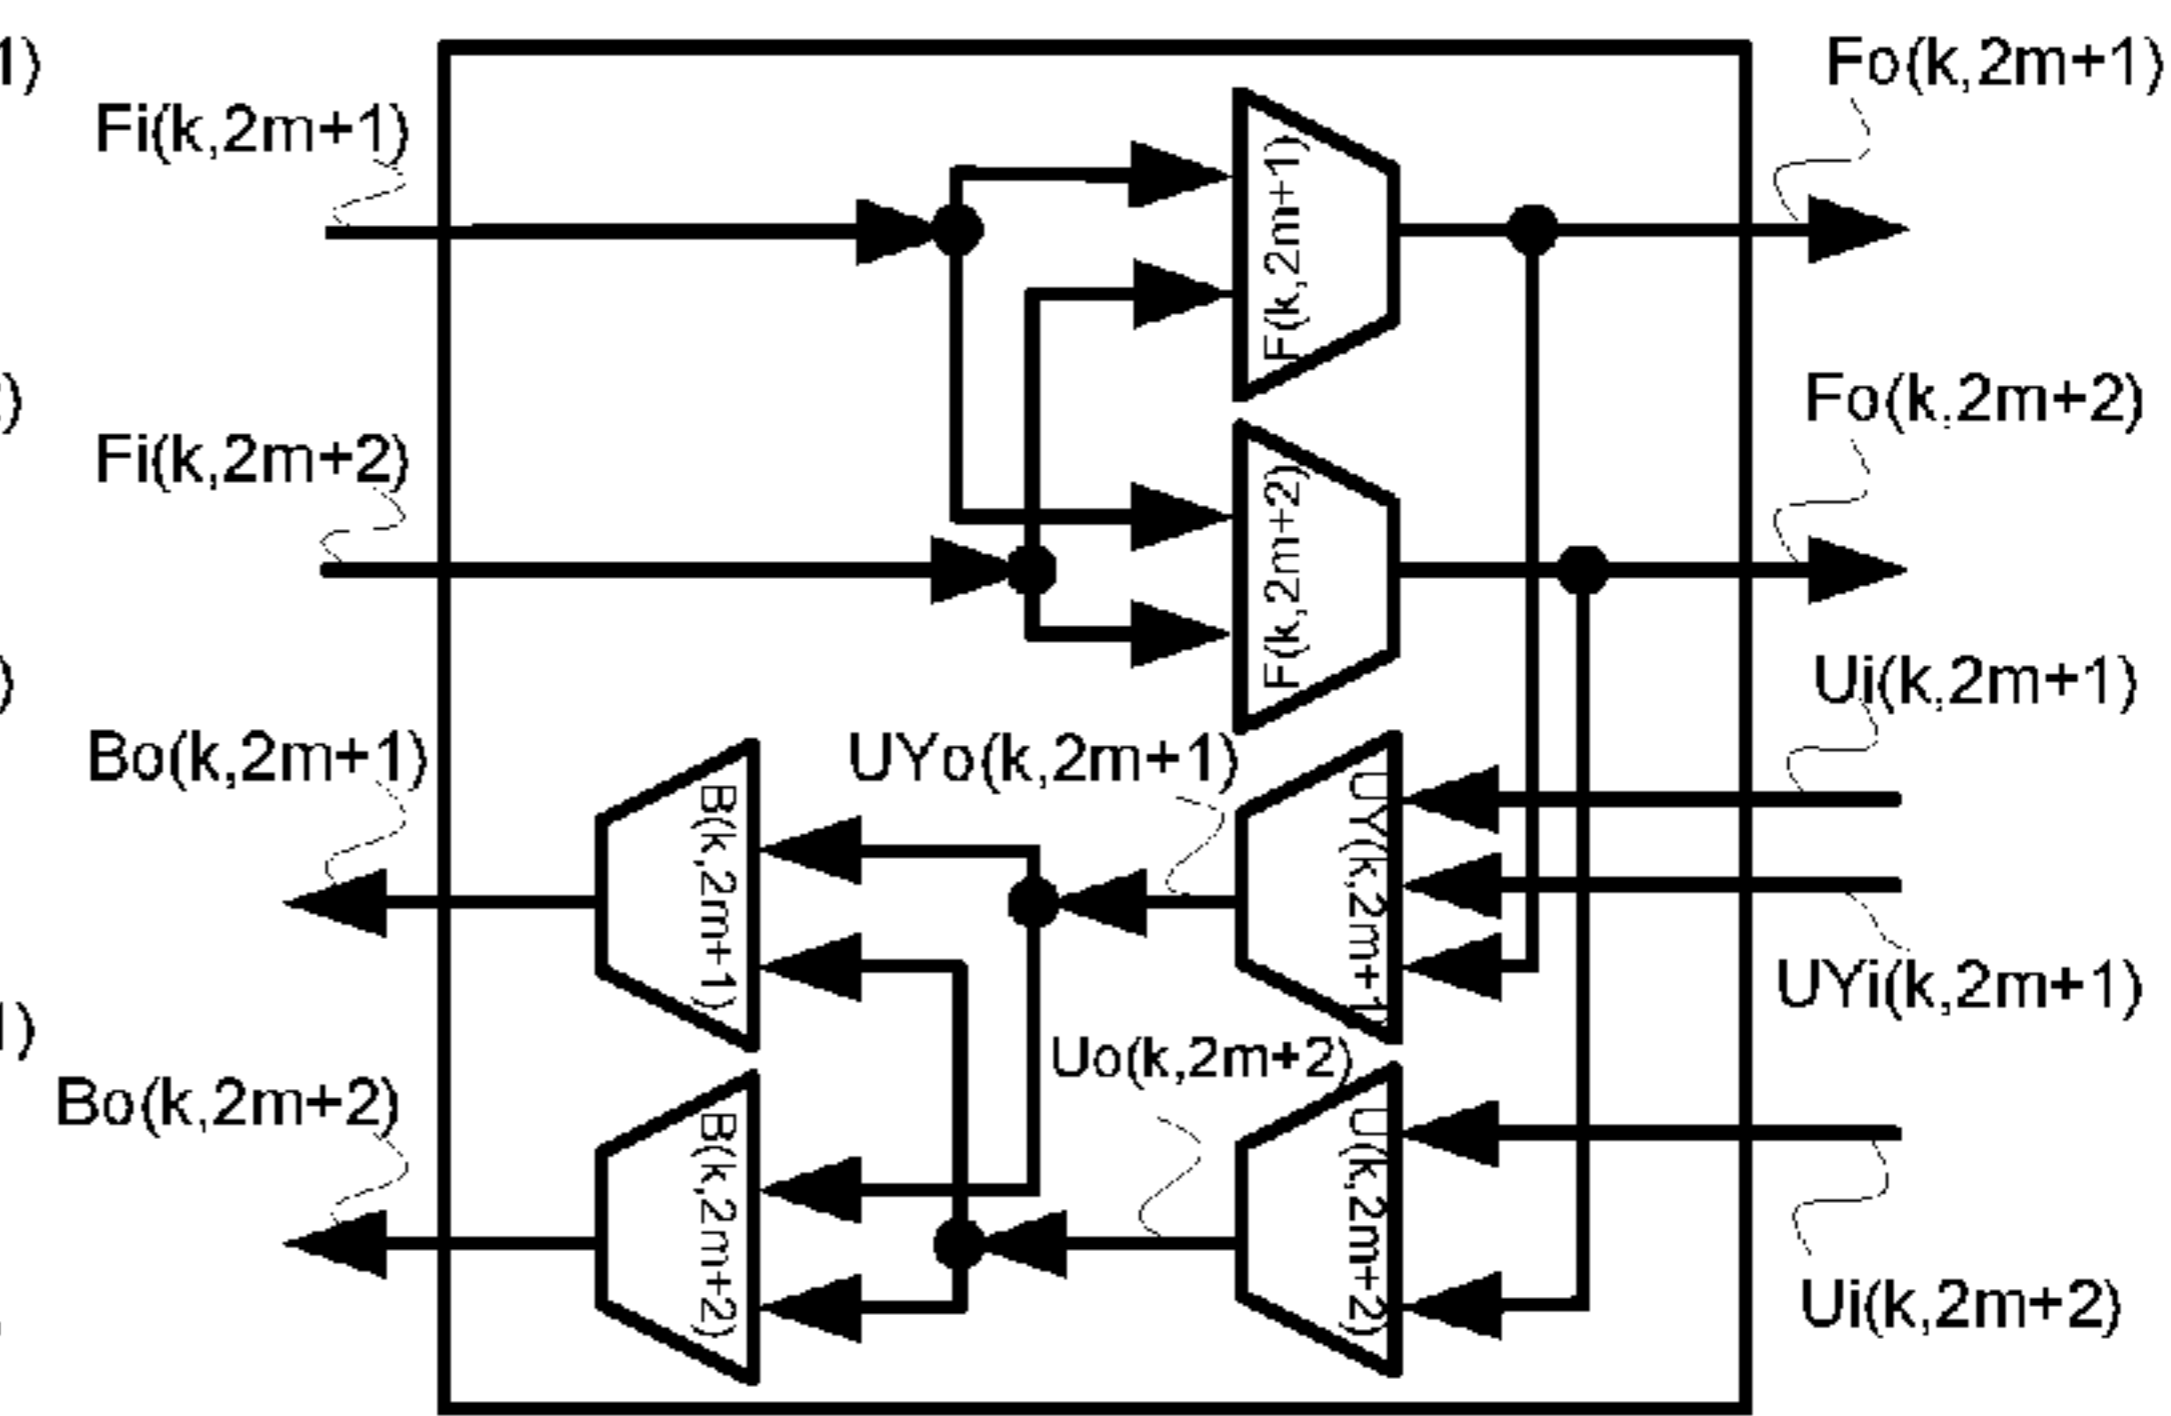 1)
Fo(k,2m+1)
Fi(k,2m+1)
F(k,2m+1)
)
Fo(k.2m+2)
Fi(k,2m+2)
F(k,2m+2)
)
Ui(k,2m+1)
Bo(k,2m+1)
UYo(k,2m+1)
B(k,2m+1)
UY(k,2m+1)
UYi(k,2m+1)
1)
Uo(k,2m+2)
Bo(k,2m+2)
B(k,2m+2)
U(k,2m+2)
Ui(k,2m+2)